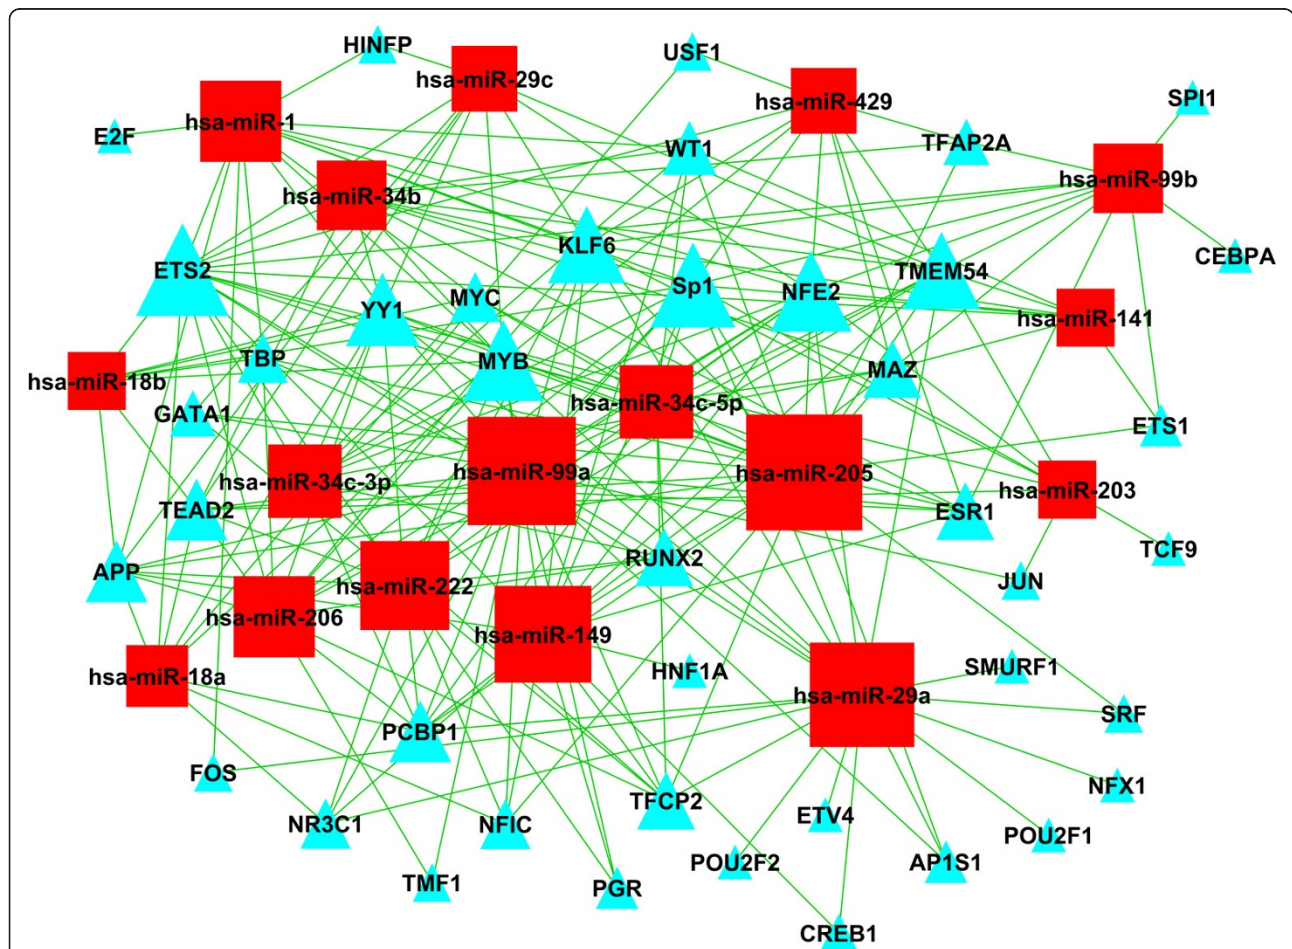 HINFP
USF1
hsa-miR-29c
hsa-miR-429
SPI1
hsa-miR-1
E2F
WT1
TFAP2A
hsa-miR-99b
hsa-miR-34b
KLF6
CEBPA
ETS2
TMEM54
Sp1
NFE2
MYC
YY1
hsa-miR-141
TBP
MYB
MAZ
hsa-miR-18b
hsa-miR-34c-5p
GATA1
ETS1
hsa-miR-99a
hsa-miR-205
hsa-miR-34c-3p
hsa-miR-203
TEAD2
ESR1
TCF9
RUNX2
APP
JUN
hsa-miR-222
hsa-miR-206
hsa-miR-149
SMURF1
HNF1A
hsa-miR-18a
hsa-miR-29a
SRF
PCBP1
FOS
NFX1
TFCP2
ETV4
NR3C1
NFIC
POU2F1
POU2F2
AP1S1
TMF1
PGR
CREB1